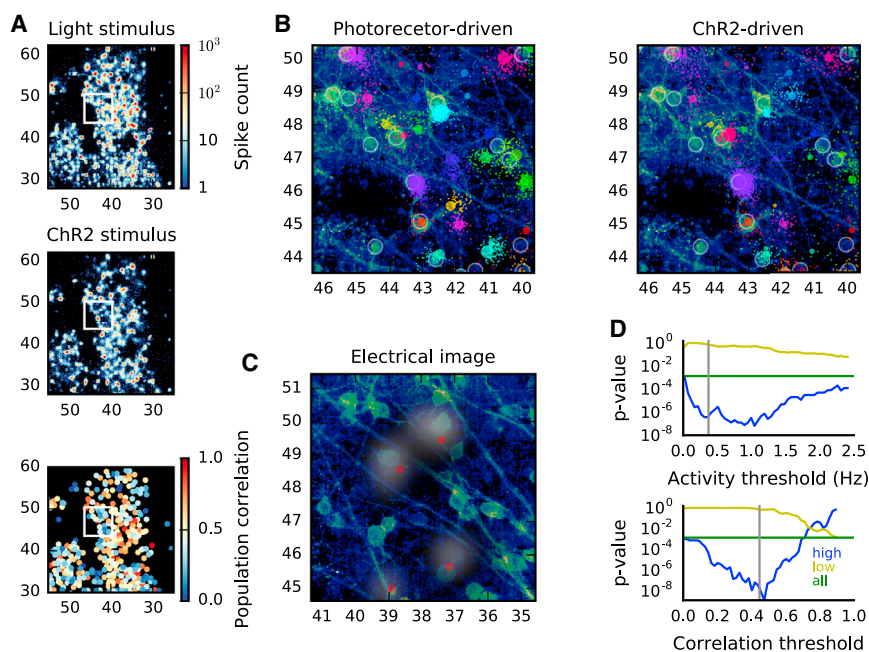 A
Light stimulus
60
50
40
30
50 40 30
10^3
10^2
10
1
Spike count
ChR2 stimulus
60
50
40
30
50 40 30
60
50
40
30
50 40 30
1.0
0.5
0.0
Population correlation
B
Photorecetor-driven
50
49
48
47
46
45
44
46 45 44 43 42 41 40
ChR2-driven
46 45 44 43 42 41 40
C
Electrical image
51
50
49
48
47
46
45
41 40 39 38 37 36 35
D
p-value
10^0
10^-2
10^-4
10^-6
10^-8
0.0 0.5 1.0 1.5 2.0 2.5
Activity threshold (Hz)
p-value
10^0
10^-2
10^-4
10^-6
10^-8
high
low
all
0.0 0.2 0.4 0.6 0.8 1.0
Correlation threshold